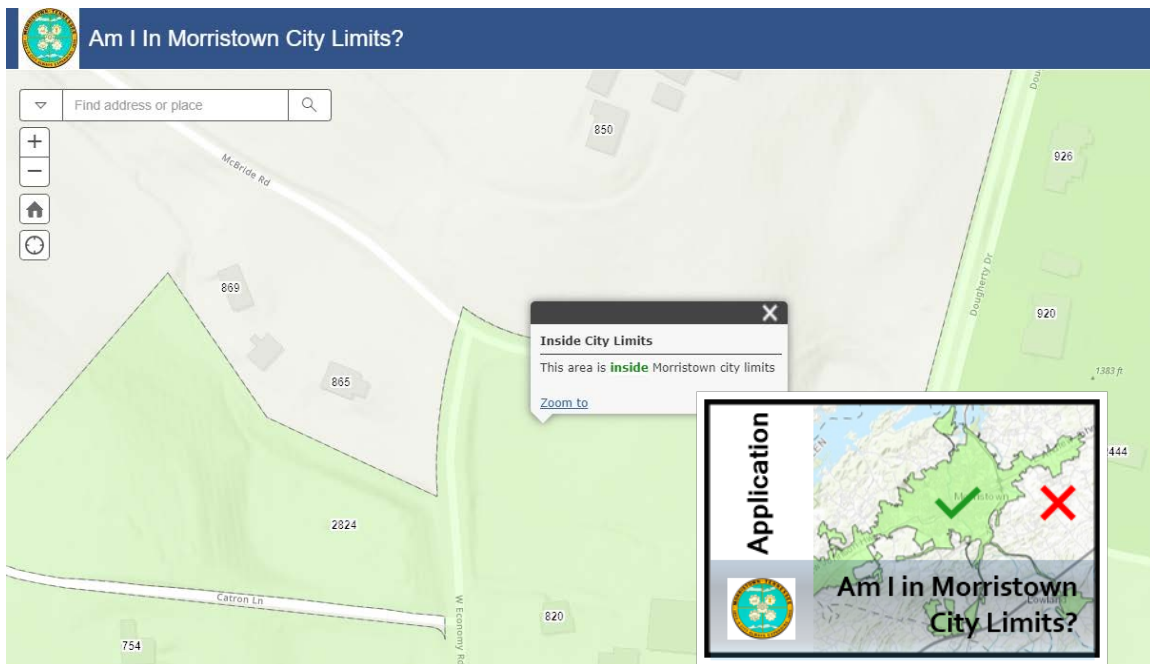 Am I In Morristown City Limits?
Find address or place
850
926
McBride Rd
Dougherty Dr
869
920
Inside City Limits
This area is inside Morristown city limits
Zoom to
865
1383 ft
2824
Catron Ln
W Economy Rd
820
754
Application
Morristown
Am I in Morristown
City Limits?